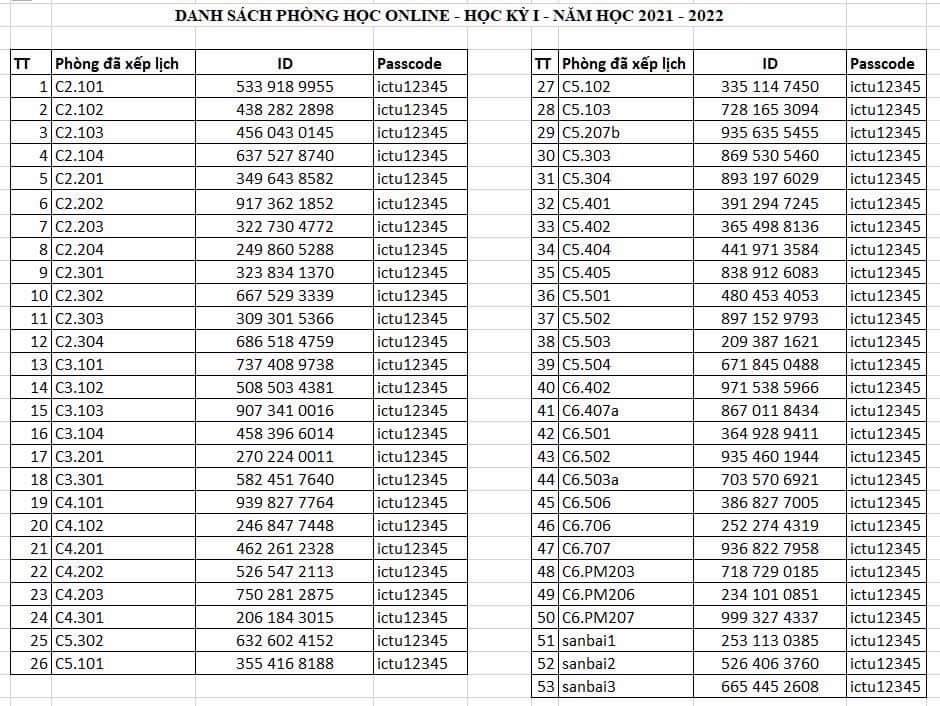 DANH SÁCH PHÒNG HỌC ONLINE - HỌC KỲ I - NĂM HỌC 2021 - 2022
TT Phòng đã xếp lịch ID Passcode
1 C2.101 533 918 9955 ictu12345
2 C2.102 438 282 2898 ictu12345
3 C2.103 456 043 0145 ictu12345
4 C2.104 637 527 8740 ictu12345
5 C2.201 349 643 8582 ictu12345
6 C2.202 917 362 1852 ictu12345
7 C2.203 322 730 4772 ictu12345
8 C2.204 249 860 5288 ictu12345
9 C2.301 323 834 1370 ictu12345
10 C2.302 667 529 3339 ictu12345
11 C2.303 309 301 5366 ictu12345
12 C2.304 686 518 4759 ictu12345
13 C3.101 737 408 9738 ictu12345
14 C3.102 508 503 4381 ictu12345
15 C3.103 907 341 0016 ictu12345
16 C3.104 458 396 6014 ictu12345
17 C3.201 270 224 0011 ictu12345
18 C3.301 582 451 7640 ictu12345
19 C4.101 939 827 7764 ictu12345
20 C4.102 246 847 7448 ictu12345
21 C4.201 462 261 2328 ictu12345
22 C4.202 526 547 2113 ictu12345
23 C4.203 750 281 2875 ictu12345
24 C4.301 206 184 3015 ictu12345
25 C5.302 632 602 4152 ictu12345
26 C5.101 355 416 8188 ictu12345
TT Phòng đã xếp lịch ID Passcode
27 C5.102 335 114 7450 ictu12345
28 C5.103 728 165 3094 ictu12345
29 C5.207b 935 635 5455 ictu12345
30 C5.303 869 530 5460 ictu12345
31 C5.304 893 197 6029 ictu12345
32 C5.401 391 294 7245 ictu12345
33 C5.402 365 498 8136 ictu12345
34 C5.404 441 971 3584 ictu12345
35 C5.405 838 912 6083 ictu12345
36 C5.501 480 453 4053 ictu12345
37 C5.502 897 152 9793 ictu12345
38 C5.503 209 387 1621 ictu12345
39 C5.504 671 845 0488 ictu12345
40 C6.402 971 538 5966 ictu12345
41 C6.407a 867 011 8434 ictu12345
42 C6.501 364 928 9411 ictu12345
43 C6.502 935 460 1944 ictu12345
44 C6.503a 703 570 6921 ictu12345
45 C6.506 386 827 7005 ictu12345
46 C6.706 252 274 4319 ictu12345
47 C6.707 936 822 7958 ictu12345
48 C6.PM203 718 729 0185 ictu12345
49 C6.PM206 234 101 0851 ictu12345
50 C6.PM207 999 327 4337 ictu12345
51 sanbai1 253 113 0385 ictu12345
52 sanbai2 526 406 3760 ictu12345
53 sanbai3 665 445 2608 ictu12345